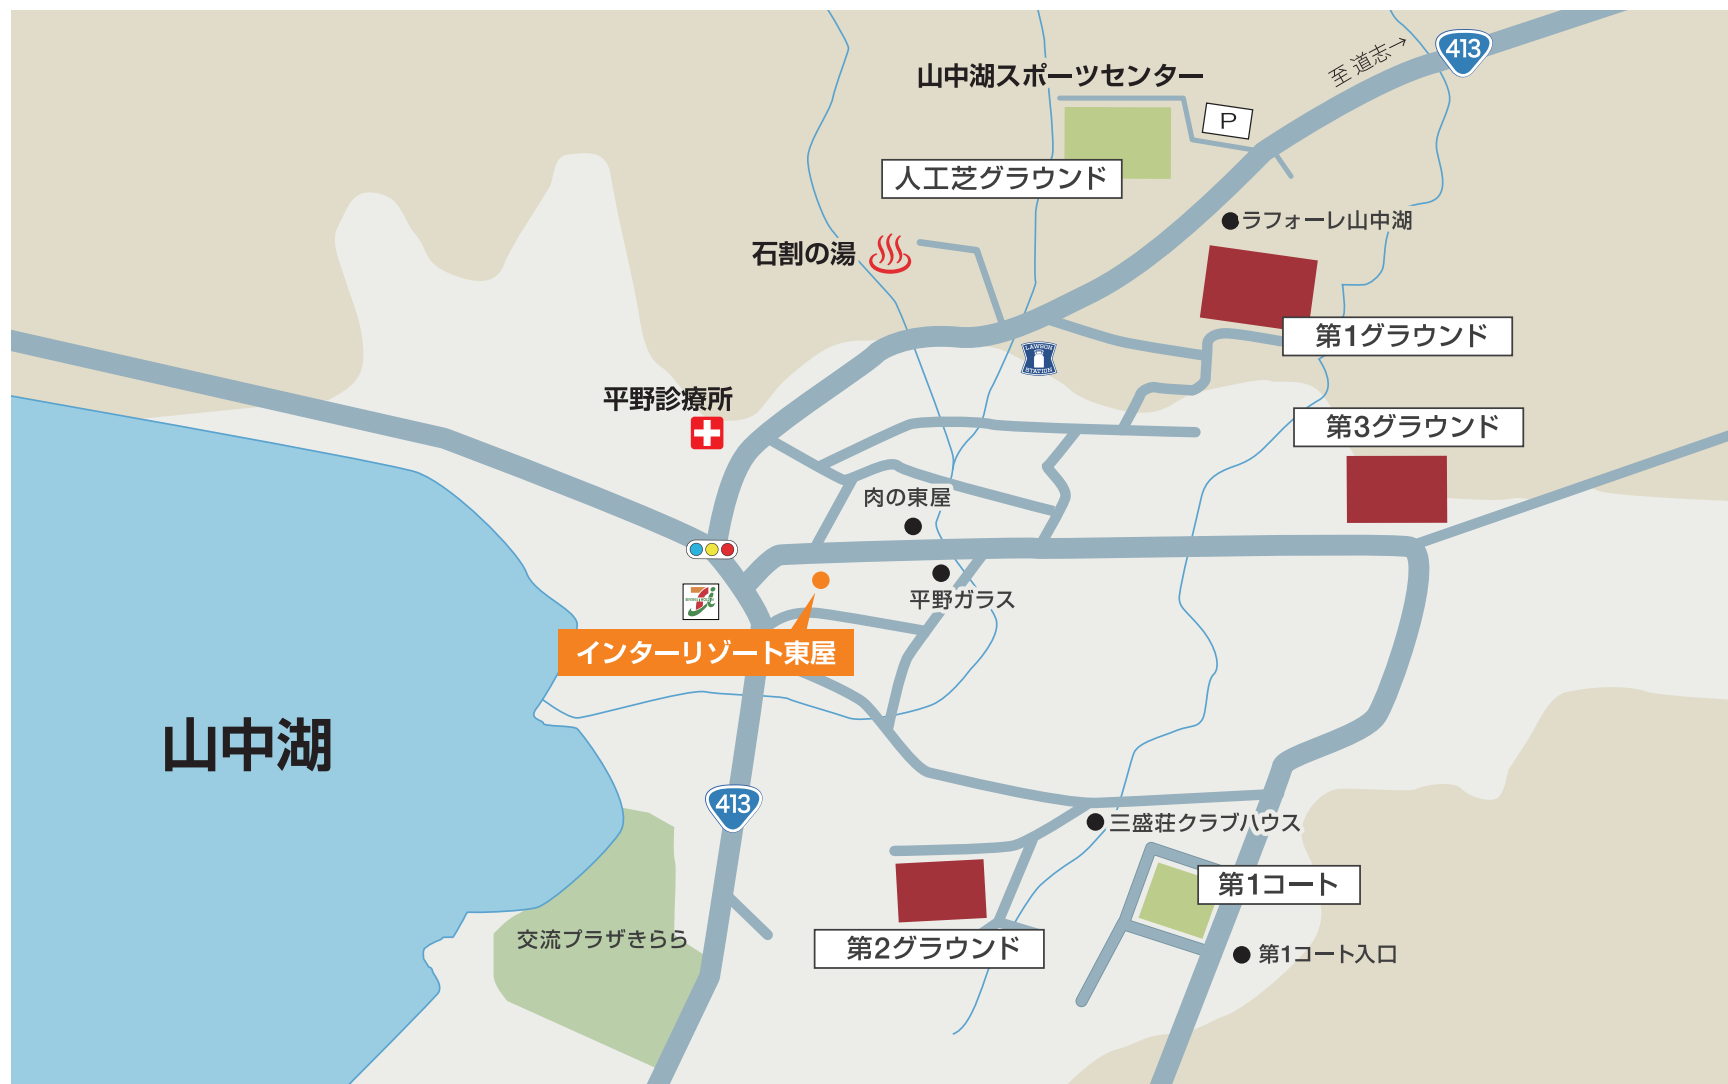 413
至 道志→
山中湖スポーツセンター
P
人工芝グラウンド
ラフォーレ山中湖
石割の湯
第1グラウンド
LAWSON
STATION
平野診療所
第3グラウンド
肉の東屋
平野ガラス
インターリゾート東屋
山中湖
413
三盛荘クラブハウス
第1コート
交流プラザきらら
第2グラウンド
第1コート入口